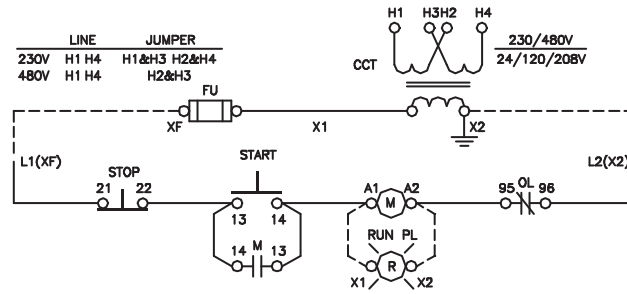 H1 H3 H2 H4
LINE JUMPER
230V H1 H4 H1&H3 H2&H4
480V H1 H4 H2&H3
230/480V
24/120/208V
CCT
FU
XF X1 X2
L1(XF) L2(X2)
STOP START
21 22 13 14 A1 M A2 95 OL 96
14 M 13
RUN PL
X1 R X2